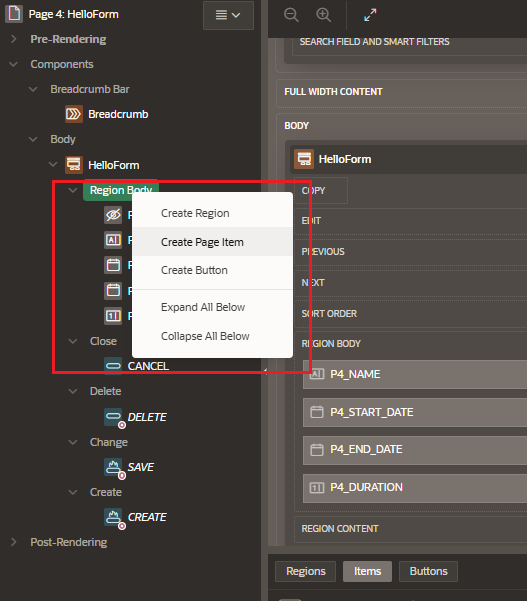 Page 4: HelloForm
Pre-Rendering
Components
Breadcrumb Bar
Breadcrumb
Body
HelloForm
Region Body
Create Region
Create Page Item
Create Button
Expand All Below
Collapse All Below
Close
CANCEL
Delete
DELETE
Change
SAVE
Create
CREATE
Post-Rendering
SEARCH FIELD AND SMART FILTERS
FULL WIDTH CONTENT
BODY
HelloForm
COPY
EDIT
PREVIOUS
NEXT
SORT ORDER
REGION BODY
P4_NAME
P4_START_DATE
P4_END_DATE
P4_DURATION
REGION CONTENT
Regions
Items
Buttons